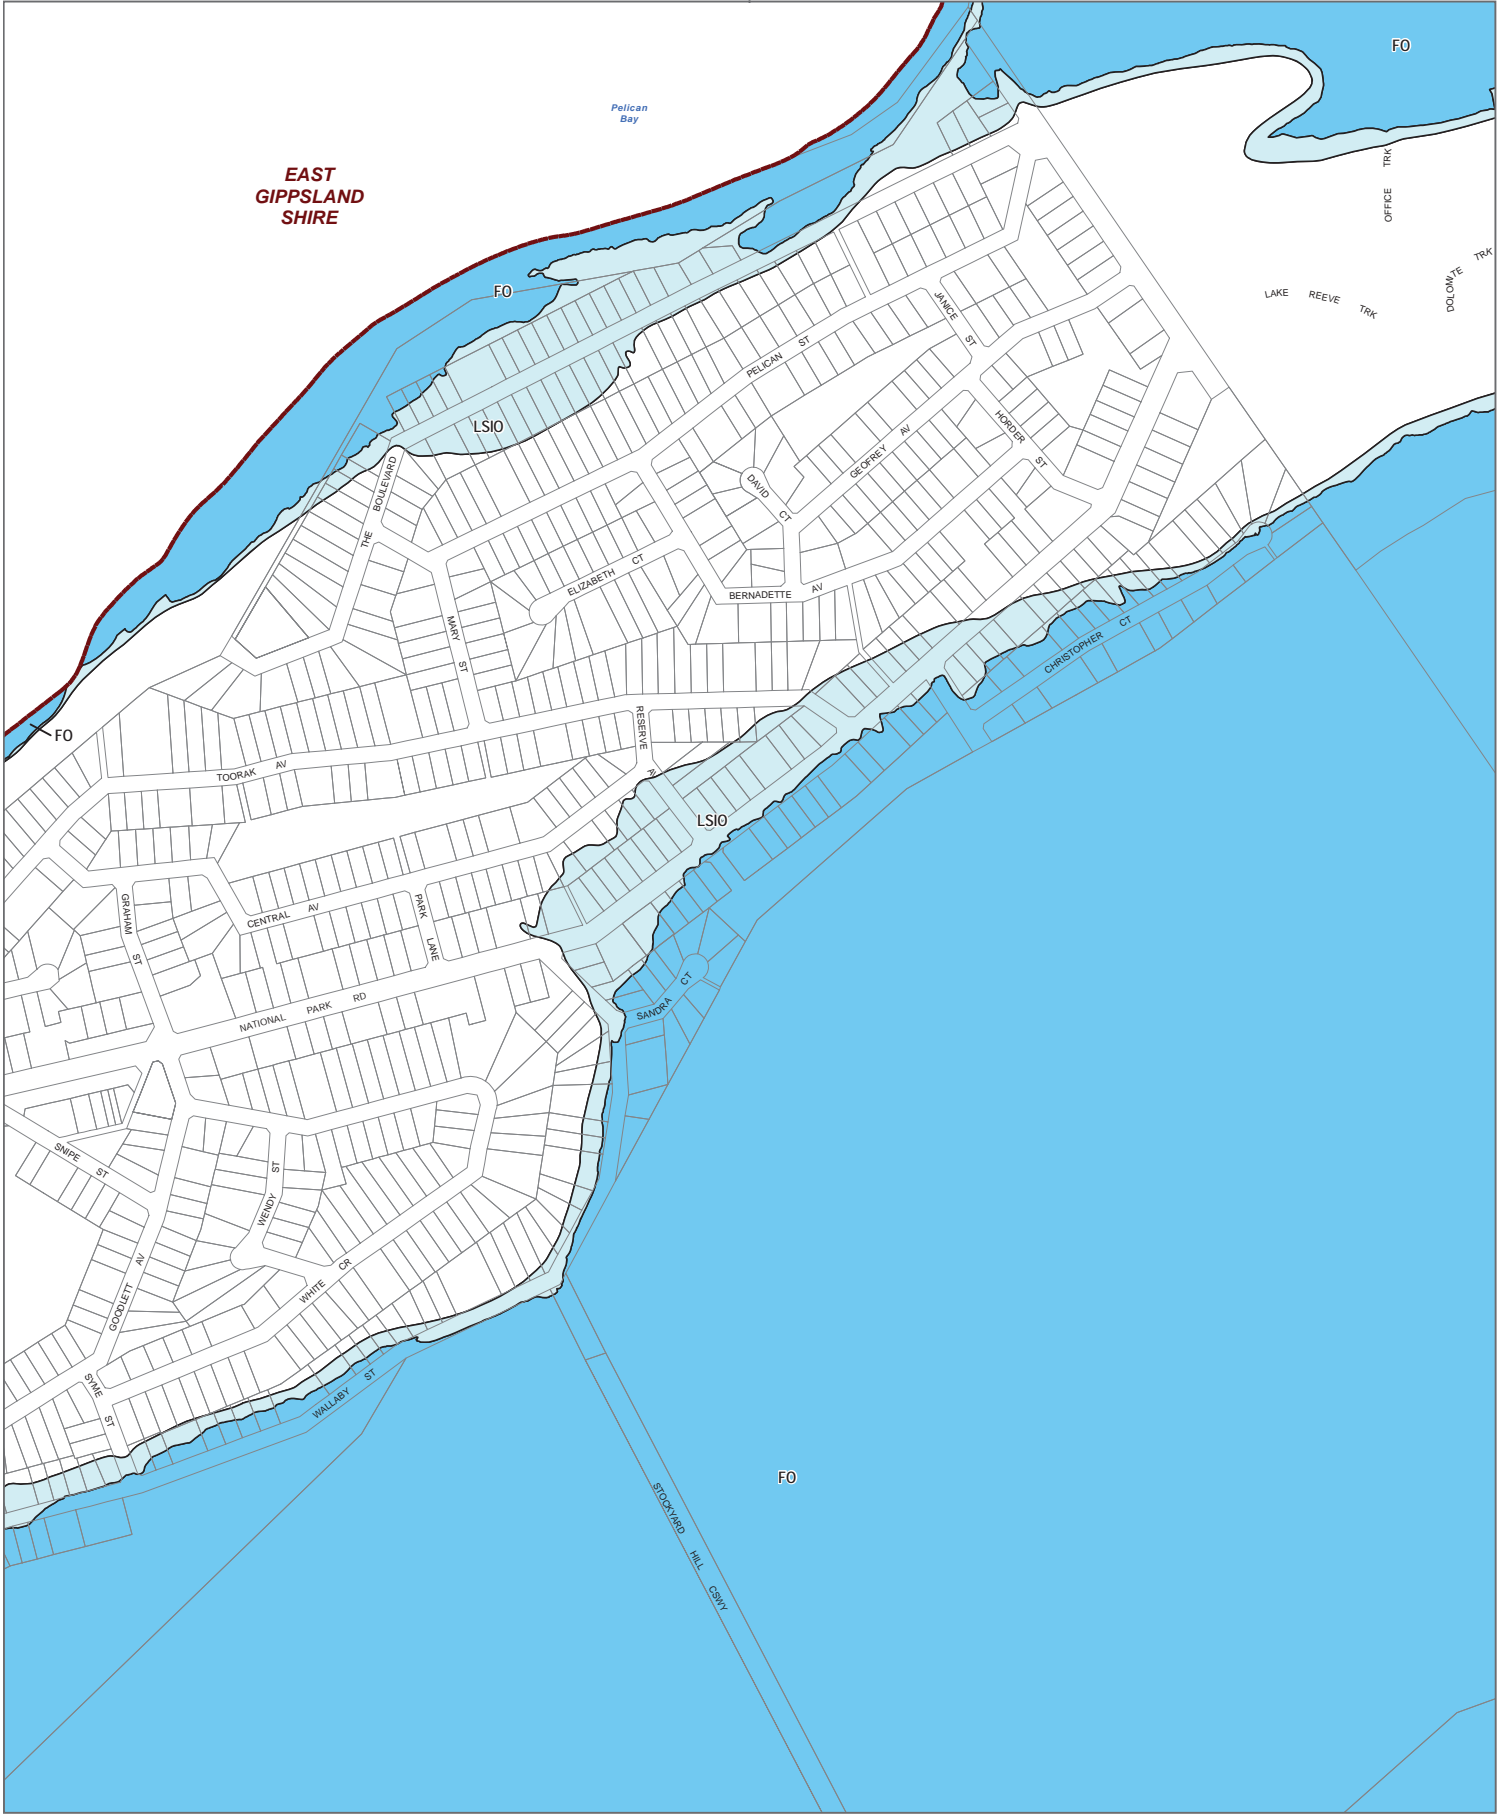 FO
Pelican
Bay
EAST
GIPPSLAND
SHIRE
OFFICE TRK
DOLOMITE TRK
LAKE REEVE TRK
FO
JANICE ST
PELICAN ST
LSIO
HORDER ST
GEOFREY AV
THE BOULEVARD
DAVID CT
ELIZABETH CT
BERNADETTE AV
MARY ST
CHRISTOPHER CT
RESERVE AV
FO
TOORAK AV
LSIO
GRAHAM ST
CENTRAL AV
PARK LANE
SANDRA CT
NATIONAL PARK RD
SNIPE ST
WENDY ST
GOODLETT AV
WHITE CR
SYME ST
WALLABY ST
FO
STOCKYARD HILL CSWY